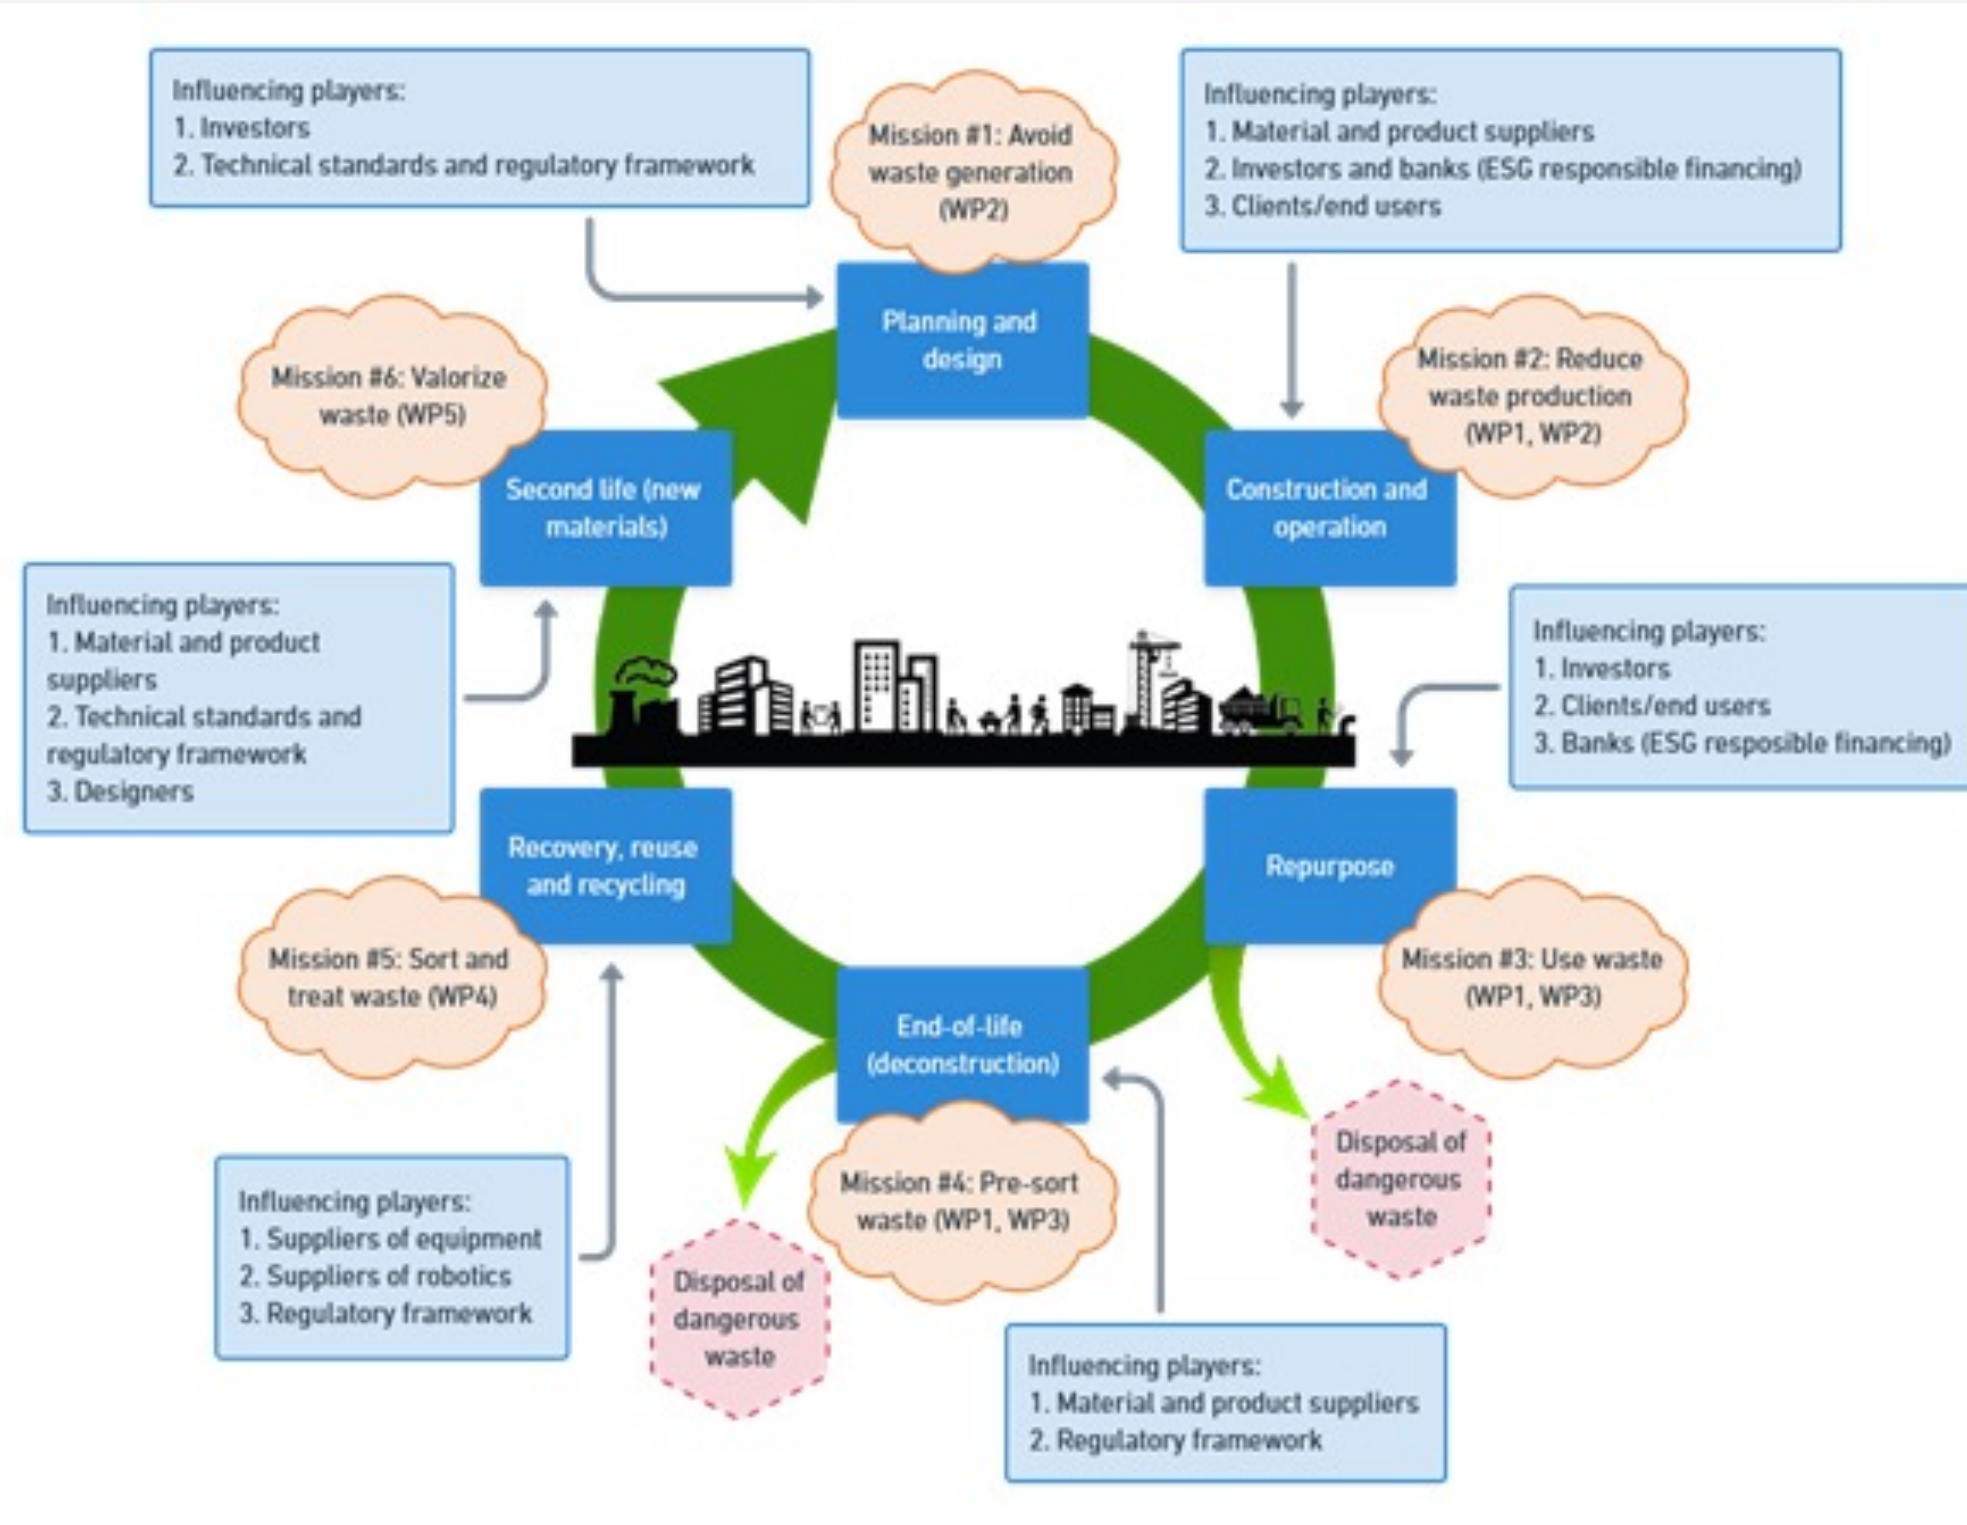 Influencing players:
1. Investors
2. Technical standards and regulatory framework
Mission #1: Avoid
waste generation
(WP2)
Influencing players:
1. Material and product suppliers
2. Investors and banks (ESG responsible financing)
3. Clients/end users
Planning and
design
Mission #6: Valorize
waste (WP5)
Mission #2: Reduce
waste production
(WP1, WP2)
Second life (new
materials)
Construction and
operation
Influencing players:
1. Material and product
suppliers
2. Technical standards and
regulatory framework
3. Designers
Influencing players:
1. Investors
2. Clients/end users
3. Banks (ESG resposible financing)
Recovery, reuse
and recycling
Repurpose
Mission #5: Sort and
treat waste (WP4)
Mission #3: Use waste
(WP1, WP3)
End-of-life
(deconstruction)
Mission #4: Pre-sort
waste (WP1, WP3)
Disposal of
dangerous
waste
Influencing players:
1. Suppliers of equipment
2. Suppliers of robotics
3. Regulatory framework
Disposal of
dangerous
waste
Influencing players:
1. Material and product suppliers
2. Regulatory framework